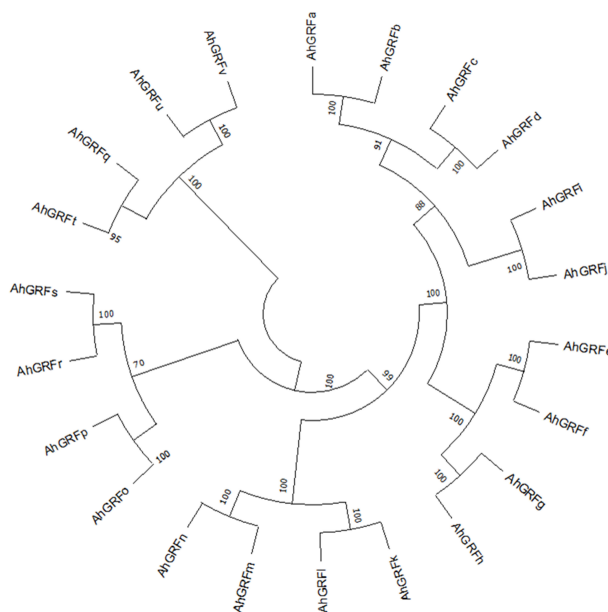 AhGRFa
AhGRFb
AhGRFc
AhGRFd
AhGRFi
AhGRFj
AhGRFe
AhGRFf
AhGRFg
AhGRFh
AhGRFk
AhGRFl
AhGRFm
AhGRFn
AhGRFo
AhGRFp
AhGRFr
AhGRFs
AhGRFt
AhGRFq
AhGRFu
AhGRFv
100
91
100
88
100
100
100
100
100
99
100
100
100
100
100
70
100
95
100
100